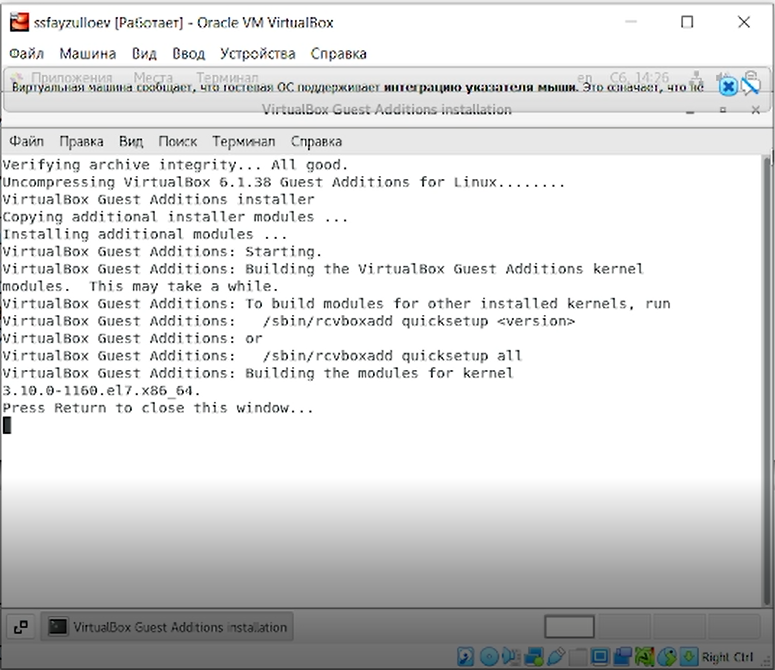 ssfayzulloev [Работает] - Oracle VM VirtualBox
Файл Машина Вид Ввод Устройства Справка
Приложения Места Терминал en Сб, 14:26
Виртуальная машина сообщает, что гостевая ОС поддерживает интеграцию указателя мыши. Это означает, что не
VirtualBox Guest Additions installation
Файл Правка Вид Поиск Терминал Справка
Verifying archive integrity... All good.
Uncompressing VirtualBox 6.1.38 Guest Additions for Linux........
VirtualBox Guest Additions installer
Copying additional installer modules ...
Installing additional modules ...
VirtualBox Guest Additions: Starting.
VirtualBox Guest Additions: Building the VirtualBox Guest Additions kernel
modules.  This may take a while.
VirtualBox Guest Additions: To build modules for other installed kernels, run
VirtualBox Guest Additions:   /sbin/rcvboxadd quicksetup <version>
VirtualBox Guest Additions: or
VirtualBox Guest Additions:   /sbin/rcvboxadd quicksetup all
VirtualBox Guest Additions: Building the modules for kernel
3.10.0-1160.el7.x86_64.
Press Return to close this window...
VirtualBox Guest Additions installation
Right Ctrl